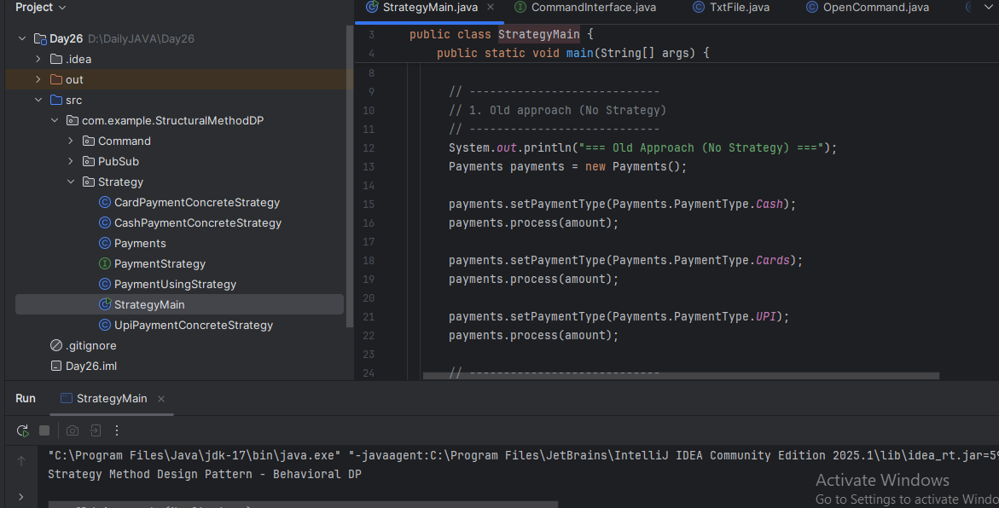 Project
Day26 D:\DailyJAVA\Day26
.idea
out
src
com.example.StructuralMethodDP
Command
PubSub
Strategy
CardPaymentConcreteStrategy
CashPaymentConcreteStrategy
Payments
PaymentStrategy
PaymentUsingStrategy
StrategyMain
UpiPaymentConcreteStrategy
.gitignore
Day26.iml
StrategyMain.java CommandInterface.java TxtFile.java OpenCommand.java
3 public class StrategyMain {
4 public static void main(String[] args) {
8
9 // ----------------------------
10 // 1. Old approach (No Strategy)
11 // ----------------------------
12 System.out.println("=== Old Approach (No Strategy) ===");
13 Payments payments = new Payments();
14
15 payments.setPaymentType(Payments.PaymentType.Cash);
16 payments.process(amount);
17
18 payments.setPaymentType(Payments.PaymentType.Cards);
19 payments.process(amount);
20
21 payments.setPaymentType(Payments.PaymentType.UPI);
22 payments.process(amount);
23
24 // ----------------------------
Run StrategyMain
"C:\Program Files\Java\jdk-17\bin\java.exe" "-javaagent:C:\Program Files\JetBrains\IntelliJ IDEA Community Edition 2025.1\lib\idea_rt.jar=59
Strategy Method Design Pattern - Behavioral DP
Activate Windows
Go to Settings to activate Windo